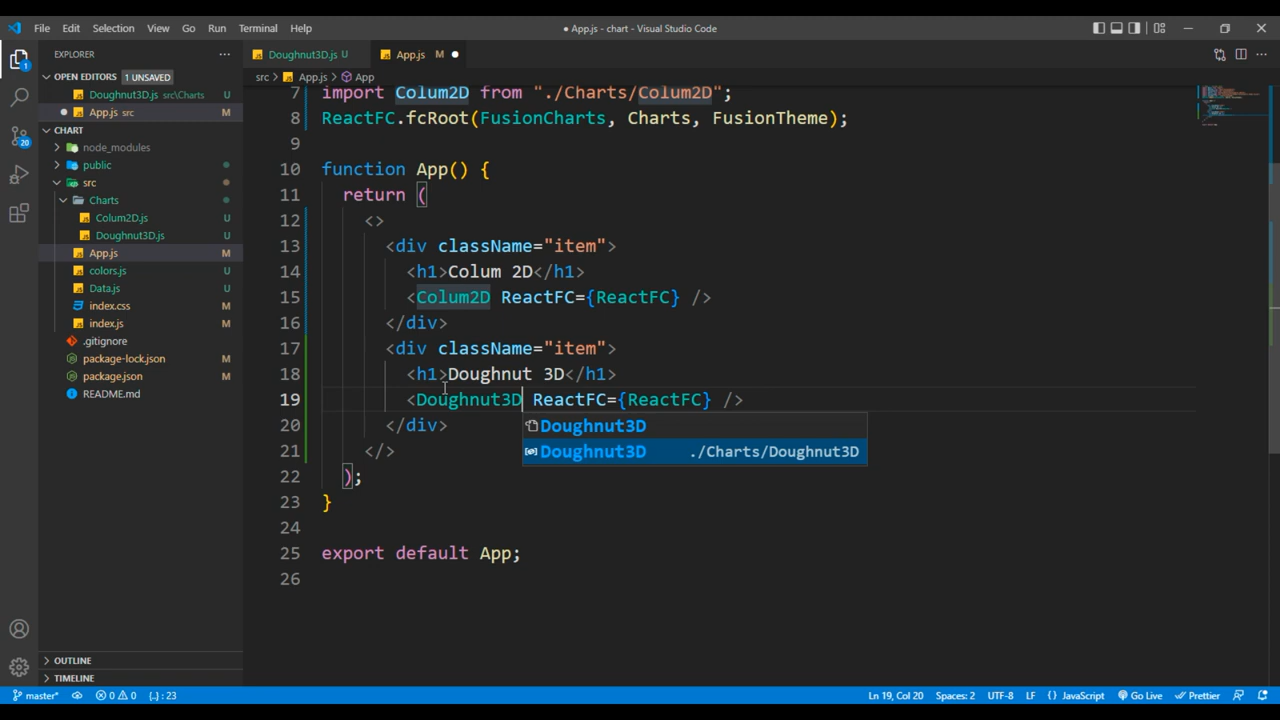 File Edit Selection View Go Run Terminal Help
● App.js - chart - Visual Studio Code
EXPLORER
OPEN EDITORS 1 UNSAVED
Doughnut3D.js src\Charts U
App.js src M
CHART
node_modules
public
src
Charts
Colum2D.js U
Doughnut3D.js U
App.js M
colors.js U
Data.js U
index.css M
index.js M
.gitignore
package-lock.json M
package.json M
README.md
OUTLINE
TIMELINE
1
20
Doughnut3D.js U
App.js M
src > App.js > App
7 import Colum2D from "./Charts/Colum2D";
8 ReactFC.fcRoot(FusionCharts, Charts, FusionTheme);
9
10 function App() {
11 return (
12 <>
13 <div className="item">
14 <h1>Colum 2D</h1>
15 <Colum2D ReactFC={ReactFC} />
16 </div>
17 <div className="item">
18 <h1>Doughnut 3D</h1>
19 <Doughnut3D ReactFC={ReactFC} />
20 </div>
Doughnut3D
Doughnut3D ./Charts/Doughnut3D
21 </>
22 );
23 }
24
25 export default App;
26
master* 0 0 {..} : 23
Ln 19, Col 20 Spaces: 2 UTF-8 LF {} JavaScript Go Live Prettier